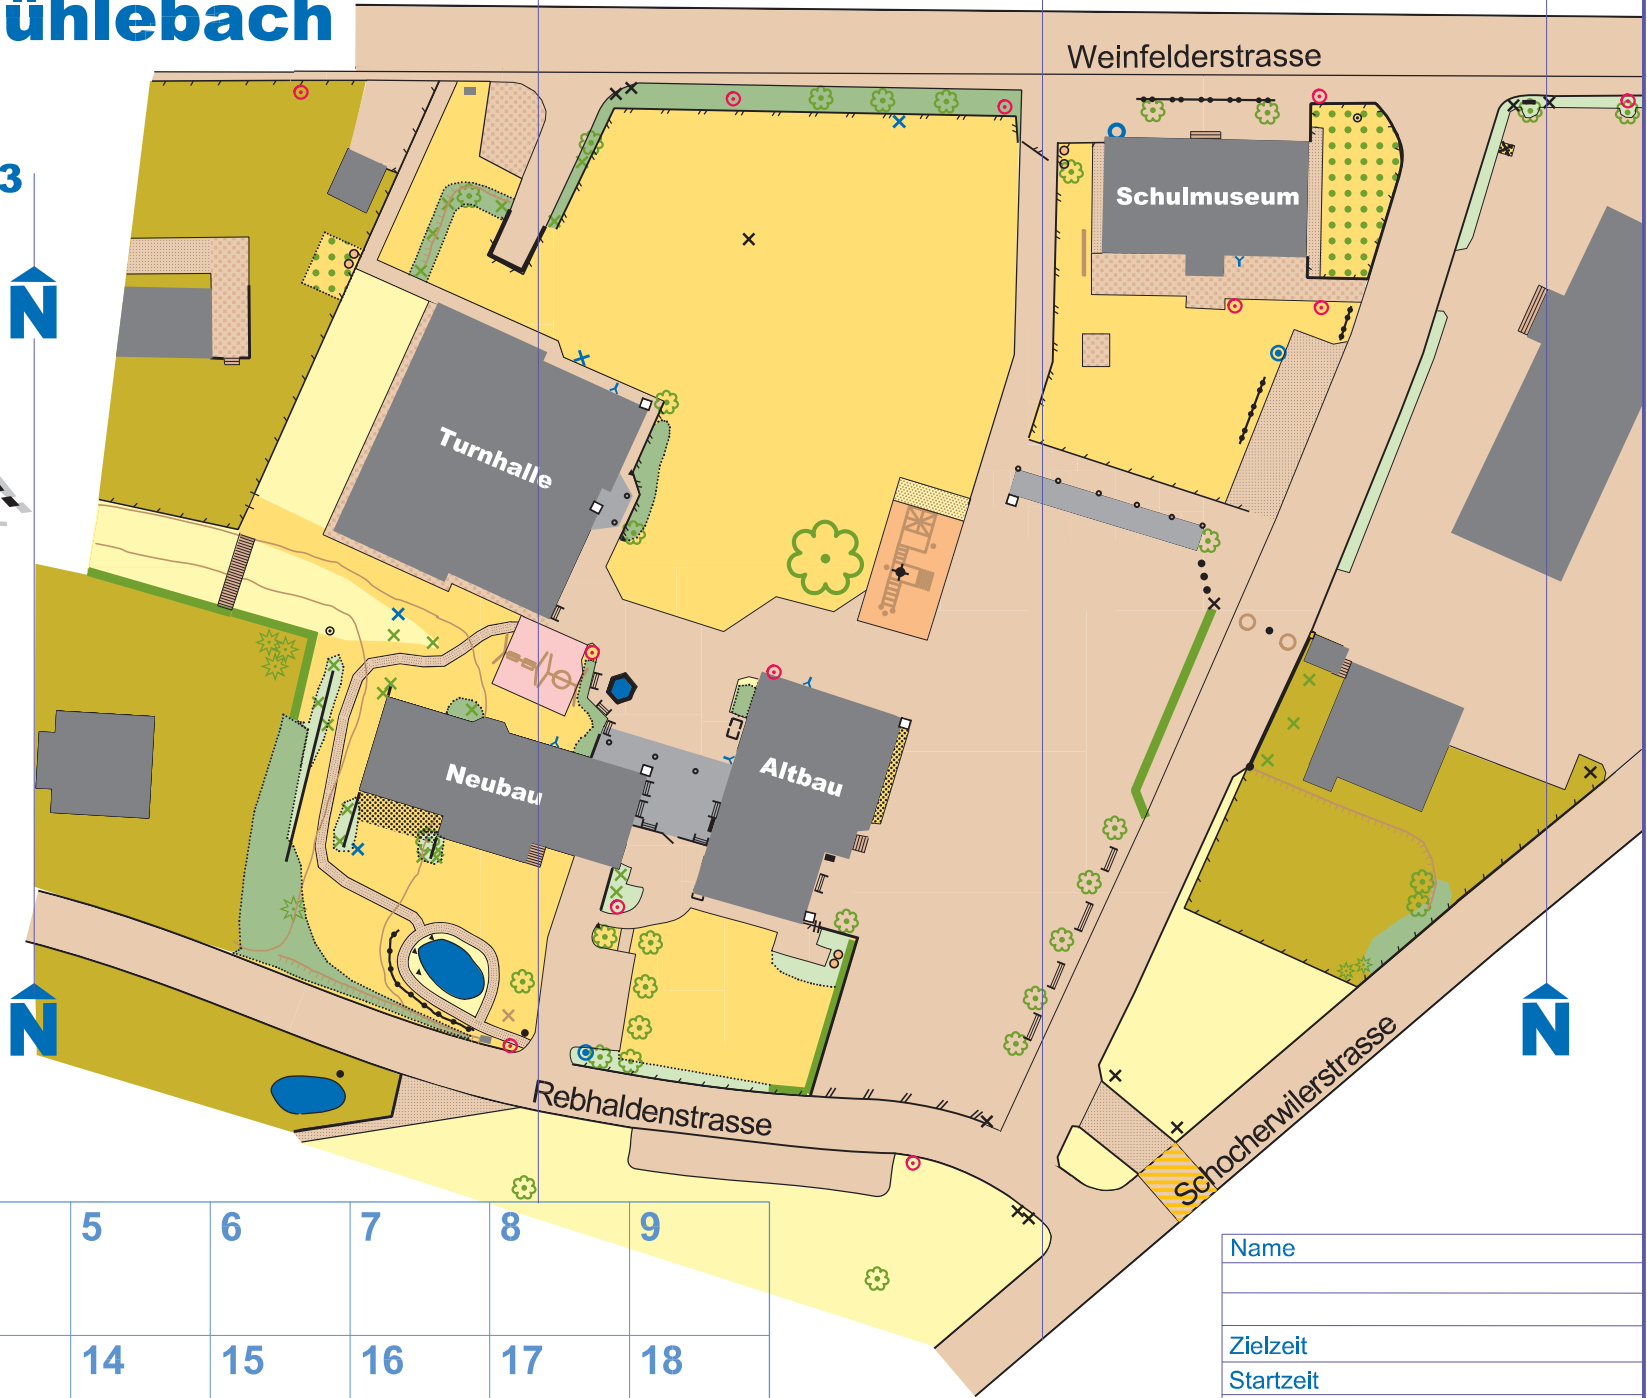 ühlebach
Weinfelderstrasse
3
Schulmuseum
N
Turnhalle
Neubau
Altbau
N
N
Rebhaldenstrasse
Schocherwilerstrasse
5 6 7 8 9
14 15 16 17 18
Name
Zielzeit
Startzeit